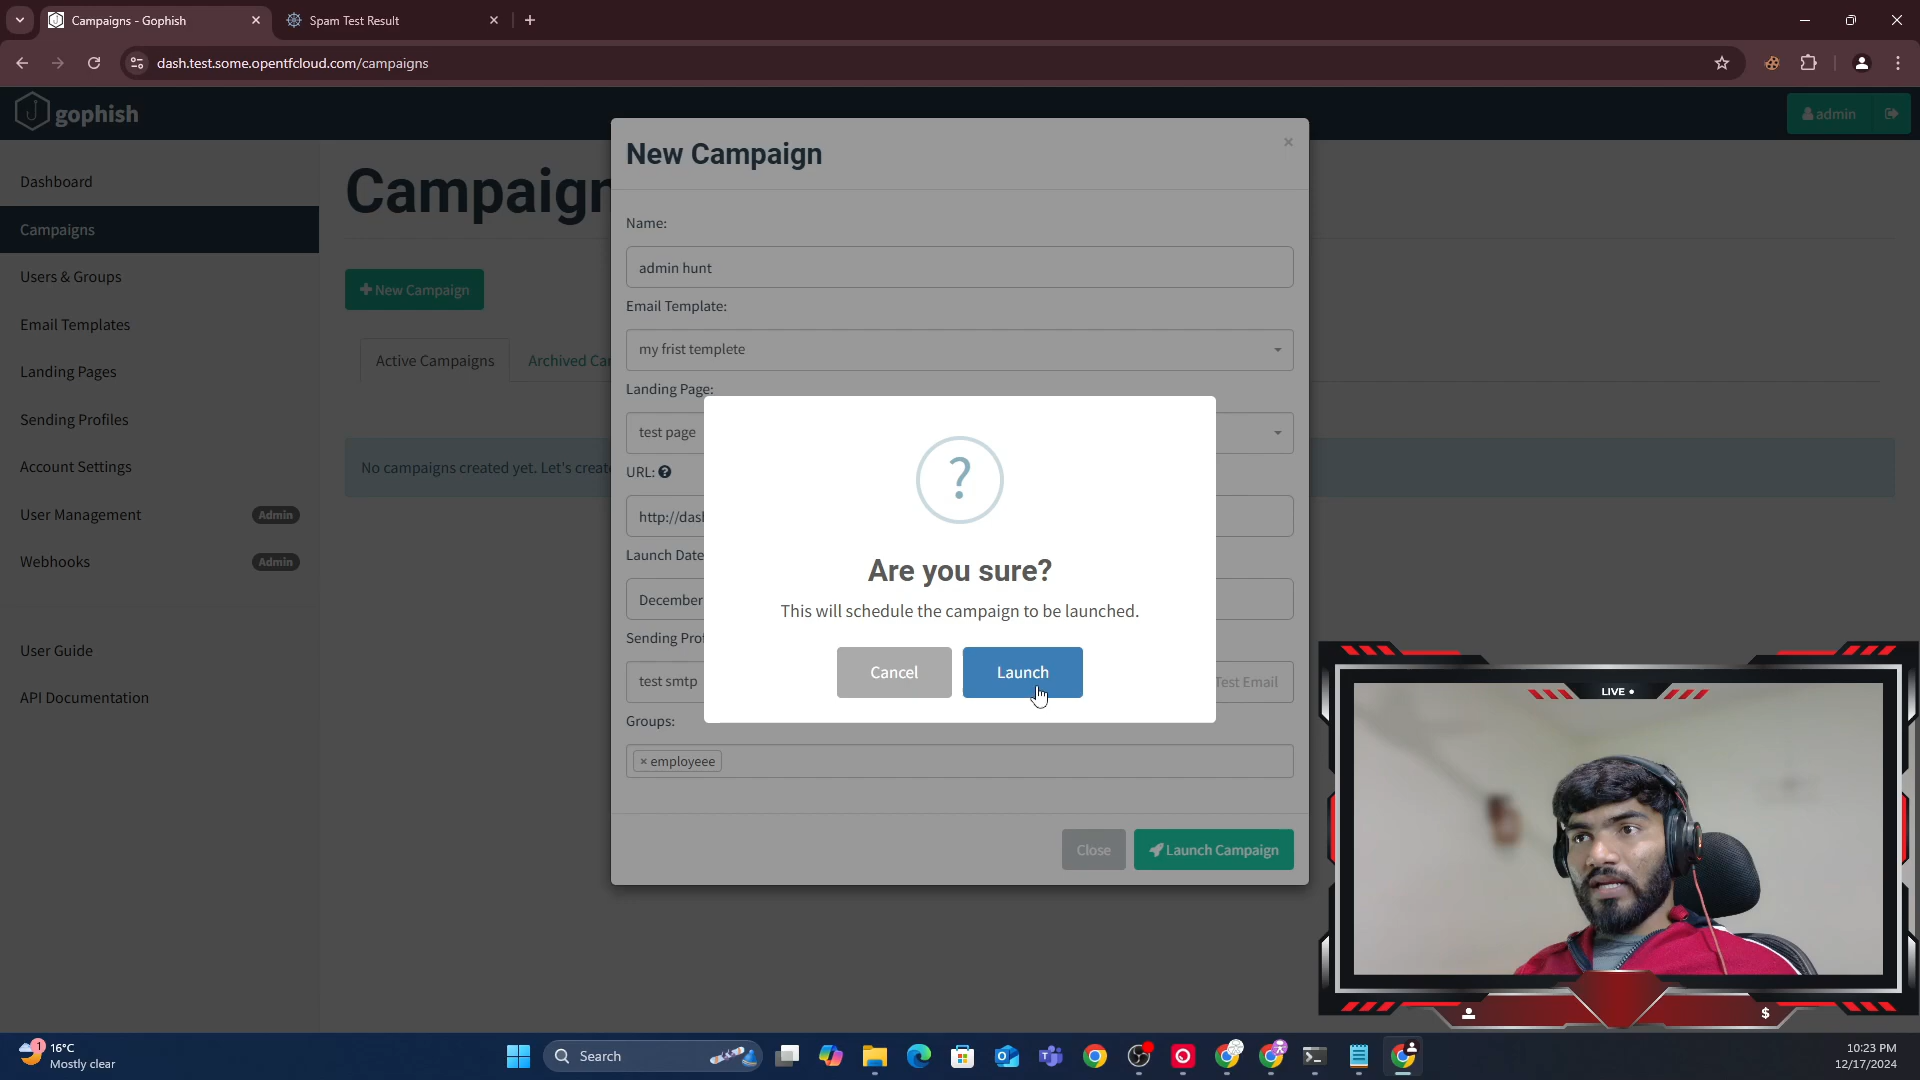 Campaigns - Gophish
Spam Test Result
dash.test.some.opentfcloud.com/campaigns
gophish
admin
Dashboard
Campaigns
Users & Groups
Email Templates
Landing Pages
Sending Profiles
Account Settings
User Management
Admin
Webhooks
Admin
User Guide
API Documentation
Campaign
New Campaign
Active Campaigns
Archived Ca
No campaigns created yet. Let's creat
New Campaign
×
Name:
admin hunt
Email Template:
my frist templete
Landing Page:
test page
URL:
http://das
Launch Date
December
Sending Prof
test smtp
Test Email
Groups:
× employeee
Close
Launch Campaign
?
Are you sure?
This will schedule the campaign to be launched.
Cancel
Launch
LIVE
$
1
16°C
Mostly clear
Search
10:23 PM
12/17/2024